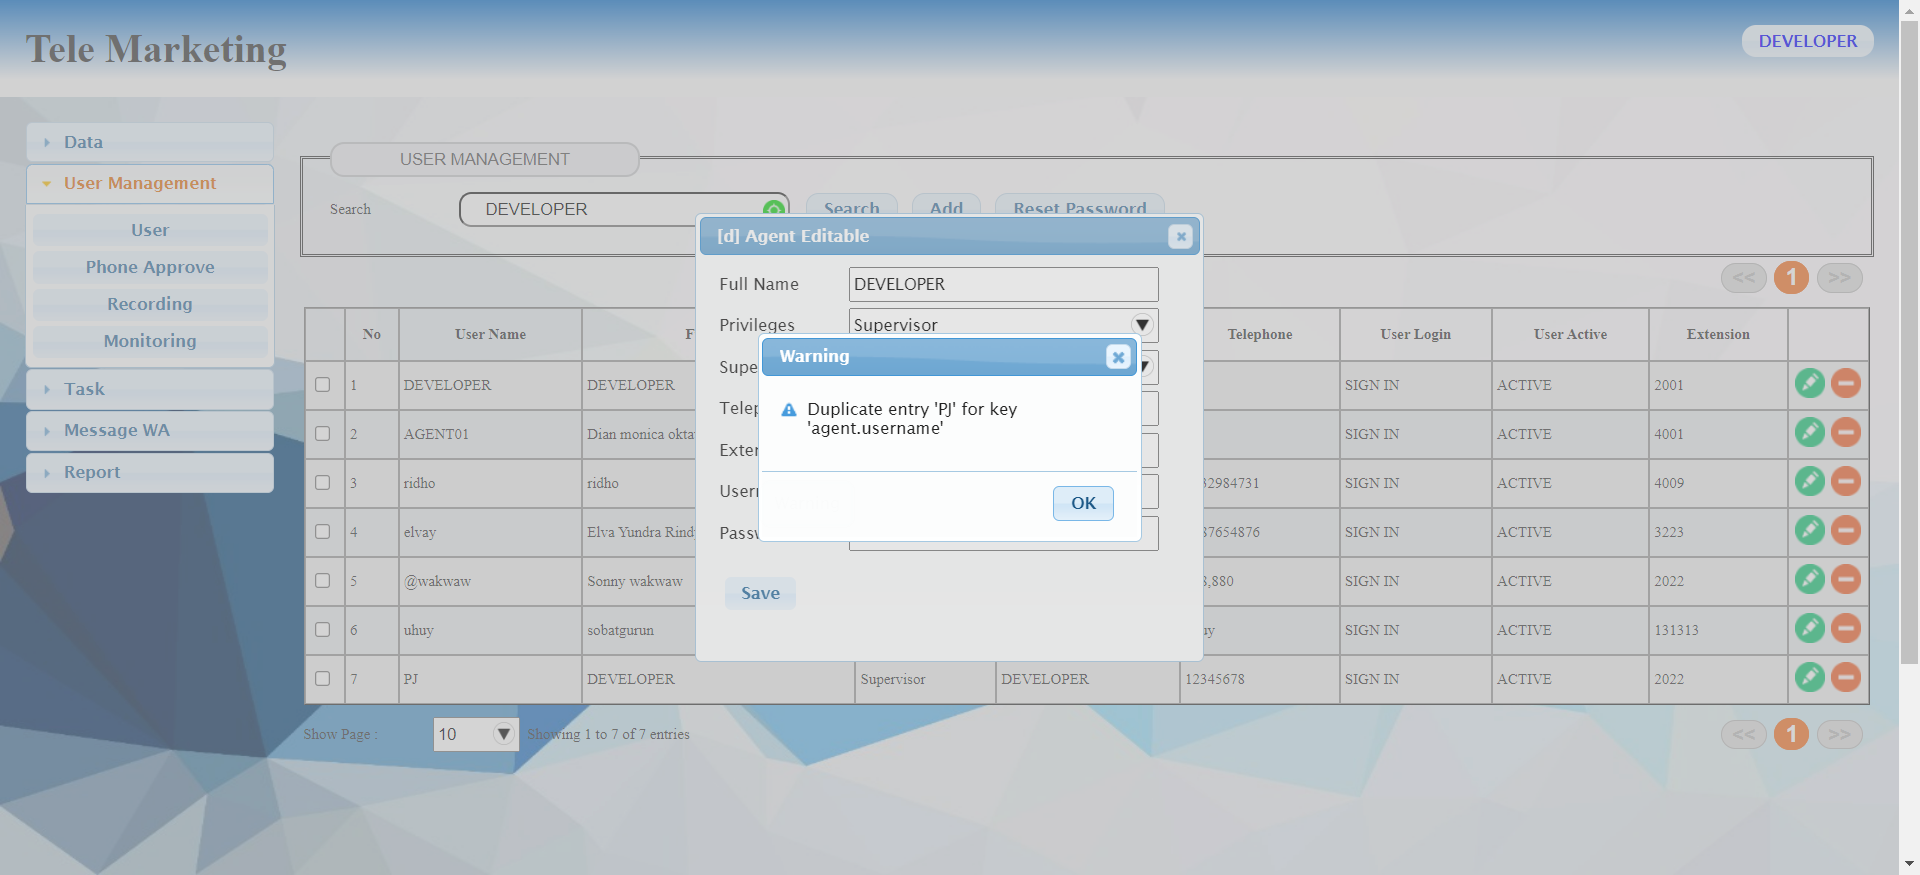 Tele Marketing
DEVELOPER
Data
User Management
User
Phone Approve
Recording
Monitoring
Task
Message WA
Report
USER MANAGEMENT
Search DEVELOPER Search Add Reset Password
[d] Agent Editable
Full Name DEVELOPER
Privileges Supervisor
Supe
Telep
Exter
Usern
Passw
Save
Warning
Duplicate entry 'PJ' for key
'agent.username'
OK
<< 1 >>
No User Name F Telephone User Login User Active Extension
1 DEVELOPER DEVELOPER SIGN IN ACTIVE 2001
2 AGENT01 Dian monica okta SIGN IN ACTIVE 4001
3 ridho ridho 32984731 SIGN IN ACTIVE 4009
4 elvay Elva Yundra Rind 87654876 SIGN IN ACTIVE 3223
5 @wakwaw Sonny wakwaw 8,880 SIGN IN ACTIVE 2022
6 uhuy sobatgurun uy SIGN IN ACTIVE 131313
7 PJ DEVELOPER Supervisor DEVELOPER 12345678 SIGN IN ACTIVE 2022
Show Page : 10 Showing 1 to 7 of 7 entries
<< 1 >>